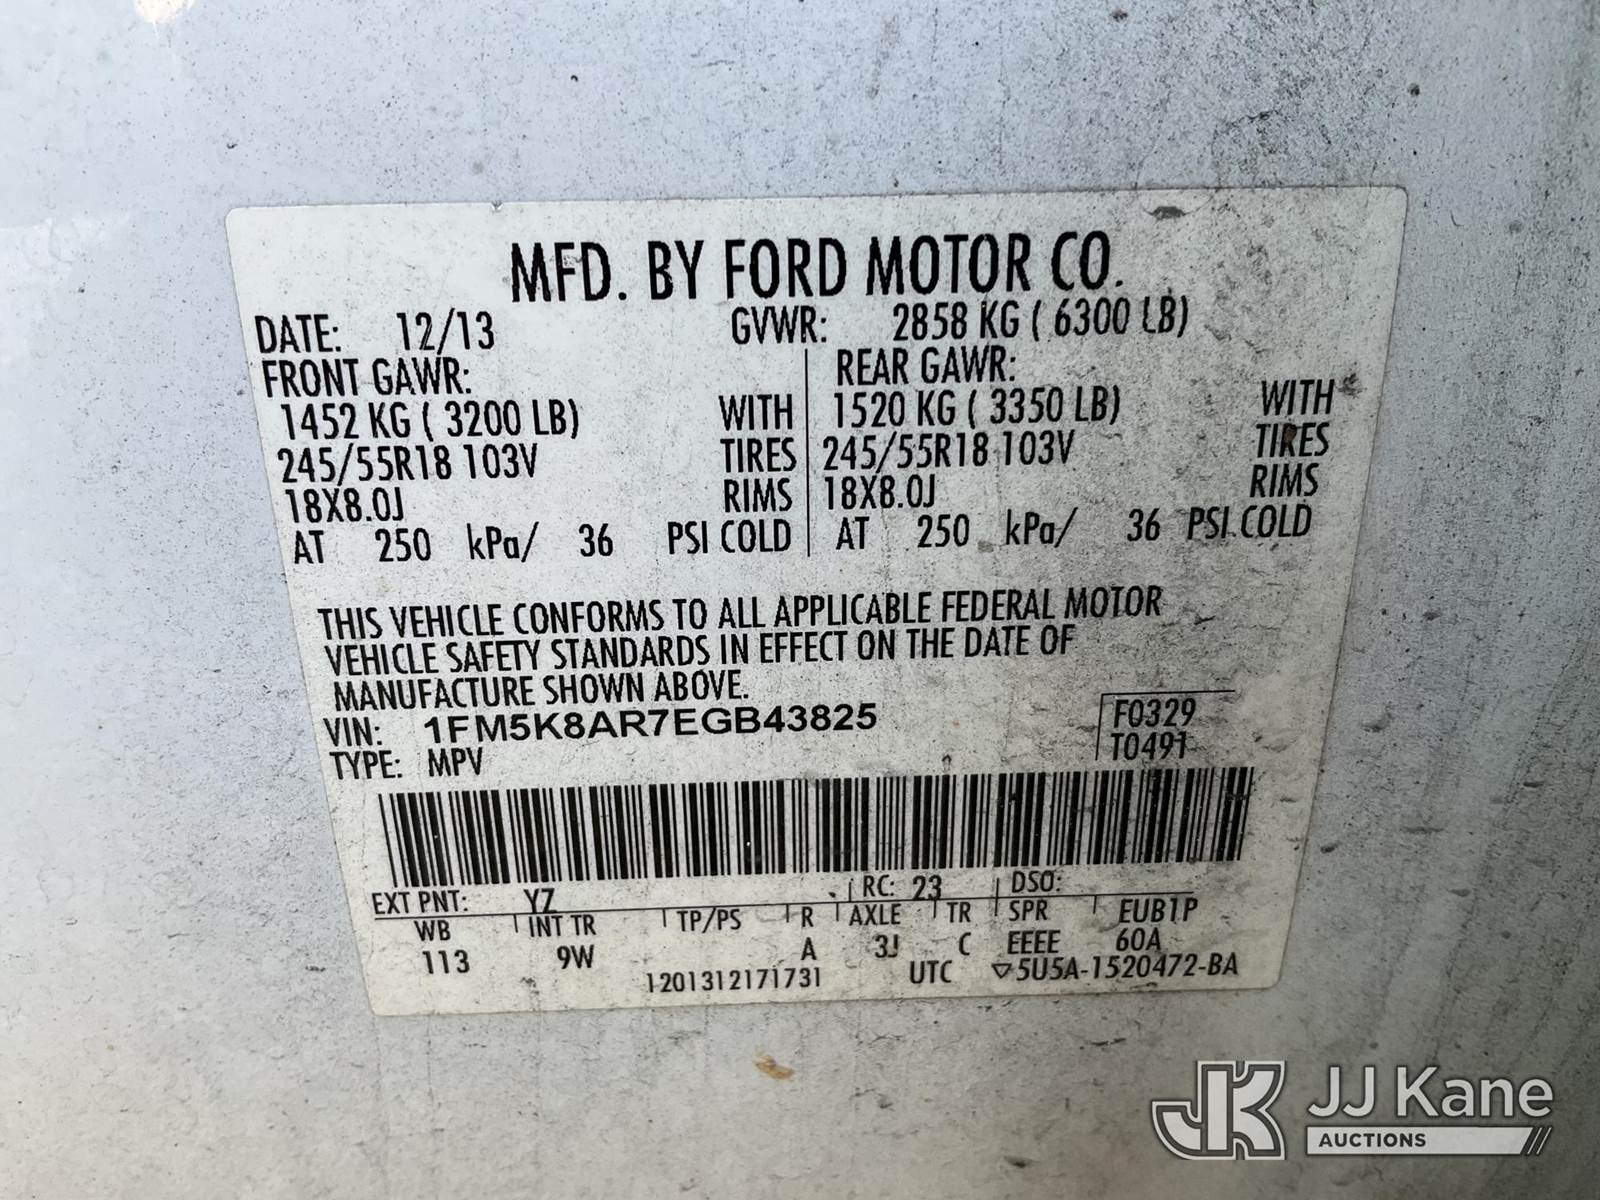 MFD. BY FORD MOTOR CO.
DATE: 12/13 GVWR: 2858 KG ( 6300 LB)
FRONT GAWR: REAR GAWR:
1452 KG ( 3200 LB) WITH 1520 KG ( 3350 LB) WITH
245/55R18 103V TIRES 245/55R18 103V TIRES
18X8.0J RIMS 18X8.0J RIMS
AT 250 kPa/ 36 PSI COLD AT 250 kPa/ 36 PSI COLD
THIS VEHICLE CONFORMS TO ALL APPLICABLE FEDERAL MOTOR
VEHICLE SAFETY STANDARDS IN EFFECT ON THE DATE OF
MANUFACTURE SHOWN ABOVE.
VIN: 1FM5K8AR7EGB43825 F0329
TYPE: MPV T0491
EXT PNT: YZ RC: 23 DSO:
WB INT TR TP/PS R AXLE TR SPR EUB1P
113 9W A 3J C EEEE 60A
1201312171731 UTC ▽5U5A-1520472-BA
JK JJ Kane
AUCTIONS